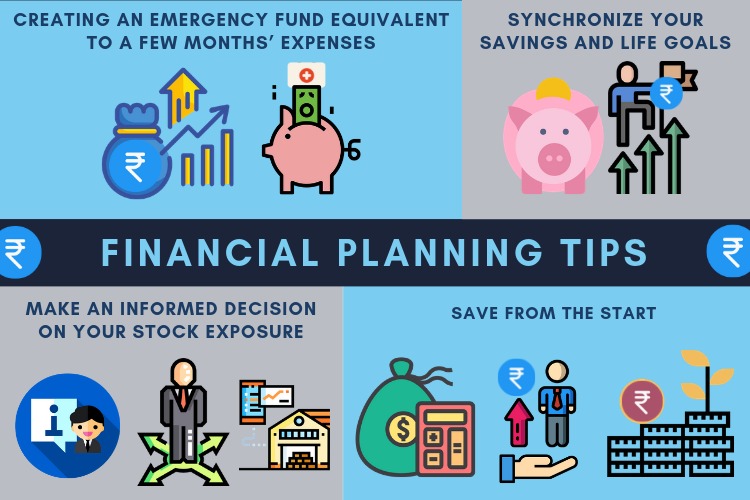 CREATING AN EMERGENCY FUND EQUIVALENT
TO A FEW MONTHS' EXPENSES
SYNCHRONIZE YOUR
SAVINGS AND LIFE GOALS
₹
₹
₹ FINANCIAL PLANNING TIPS ₹
MAKE AN INFORMED DECISION
ON YOUR STOCK EXPOSURE
SAVE FROM THE START
i
$
₹
₹